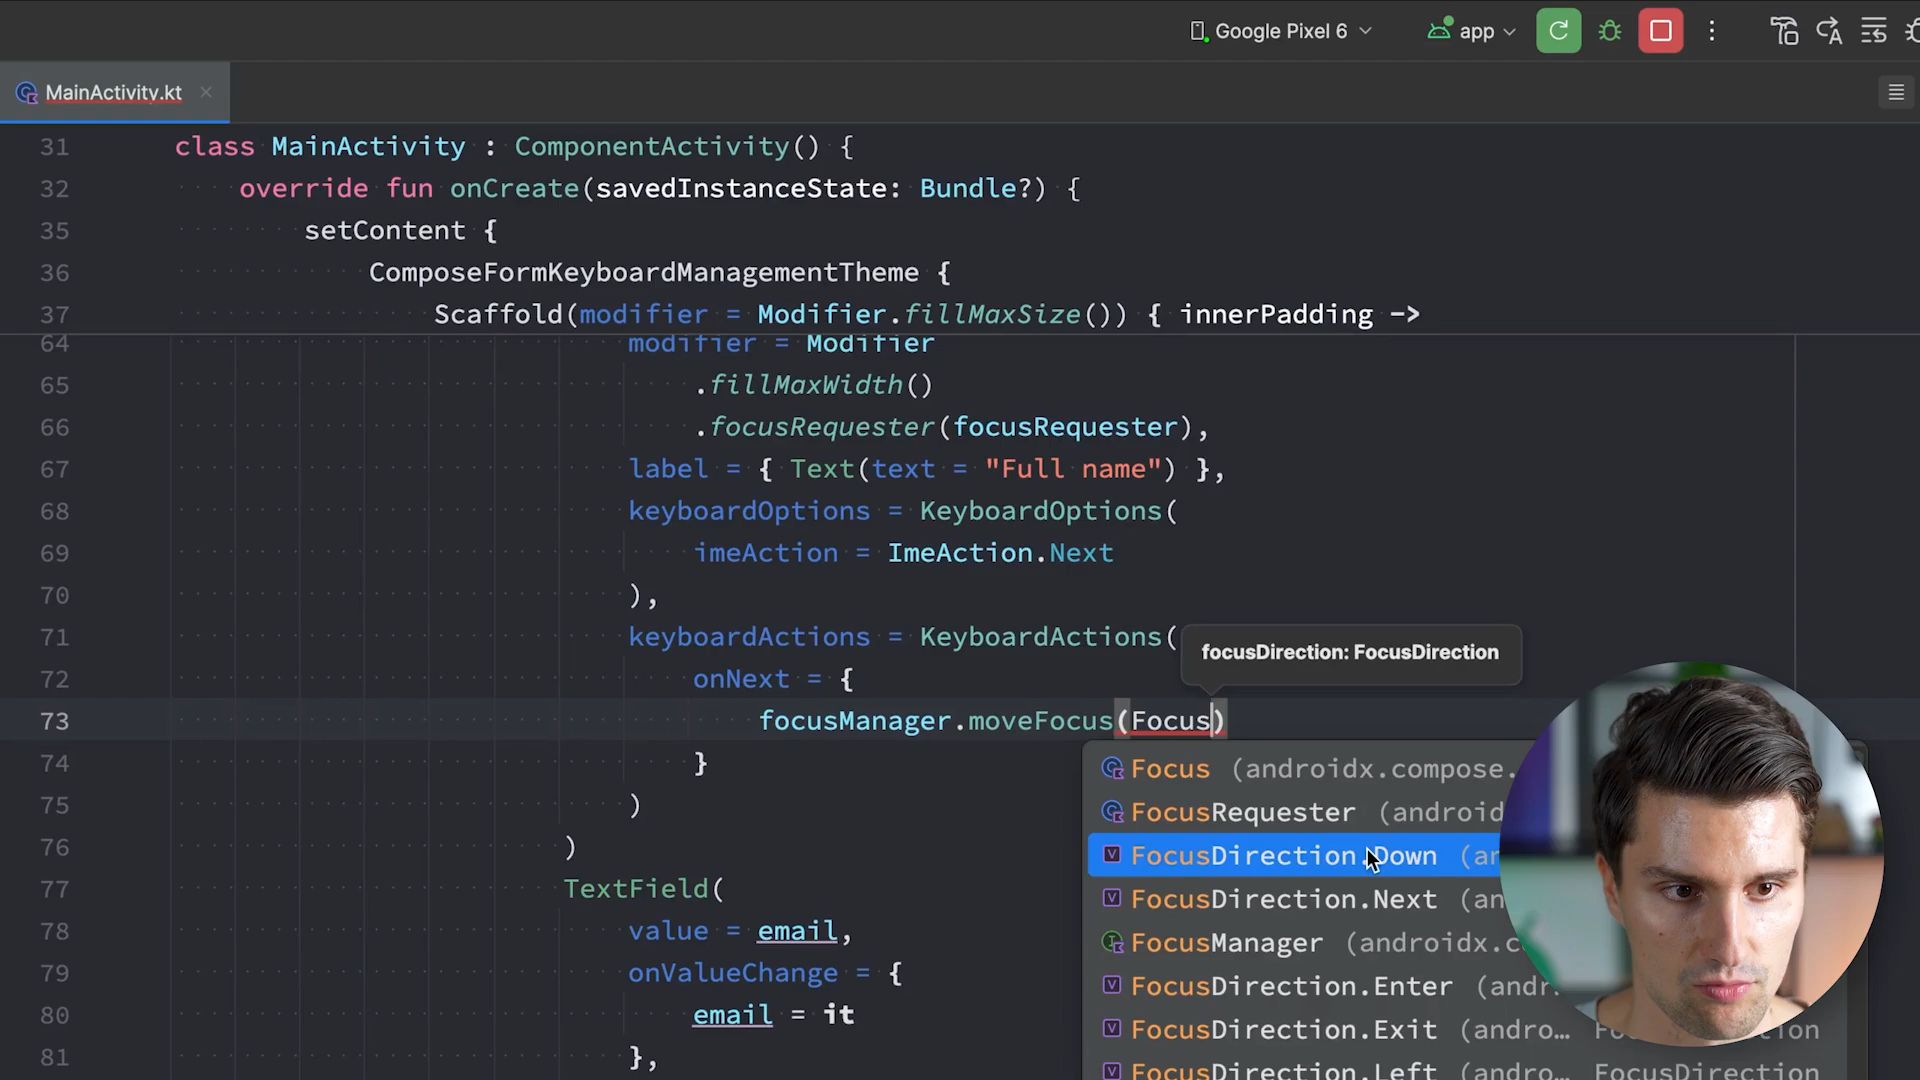 Google Pixel 6
app
MainActivity.kt
31 class MainActivity : ComponentActivity() {
32 override fun onCreate(savedInstanceState: Bundle?) {
35 setContent {
36 ComposeFormKeyboardManagementTheme {
37 Scaffold(modifier = Modifier.fillMaxSize()) { innerPadding ->
64 modifier = Modifier
65 .fillMaxWidth()
66 .focusRequester(focusRequester),
67 label = { Text(text = "Full name") },
68 keyboardOptions = KeyboardOptions(
69 imeAction = ImeAction.Next
70 ),
71 keyboardActions = KeyboardActions(
focusDirection: FocusDirection
72 onNext = {
73 focusManager.moveFocus(Focus)
74 }
Focus (androidx.compose.
75 )
FocusRequester (android
76 )
FocusDirection.Down (an
77 TextField(
FocusDirection.Next (an
78 value = email,
FocusManager (androidx.c
79 onValueChange = {
FocusDirection.Enter (andr.
80 email = it
FocusDirection.Exit (andro…
81 },
FocusDirection.Left (andro… FocusDirection